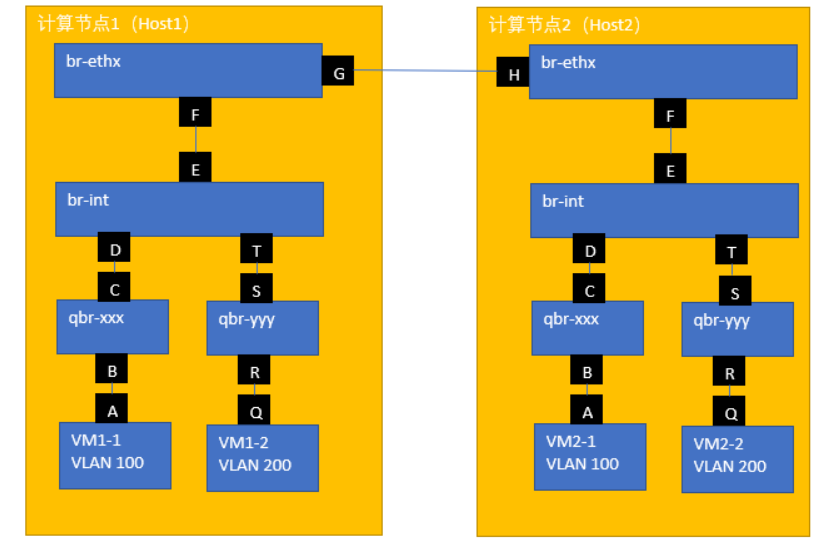 计算节点1（Host1）
br-ethx
G
F
E
br-int
D
T
C
S
qbr-xxx
qbr-yyy
B
R
A
Q
VM1-1
VLAN 100
VM1-2
VLAN 200
计算节点2（Host2）
H
br-ethx
F
E
br-int
D
T
C
S
qbr-xxx
qbr-yyy
B
R
A
Q
VM2-1
VLAN 100
VM2-2
VLAN 200